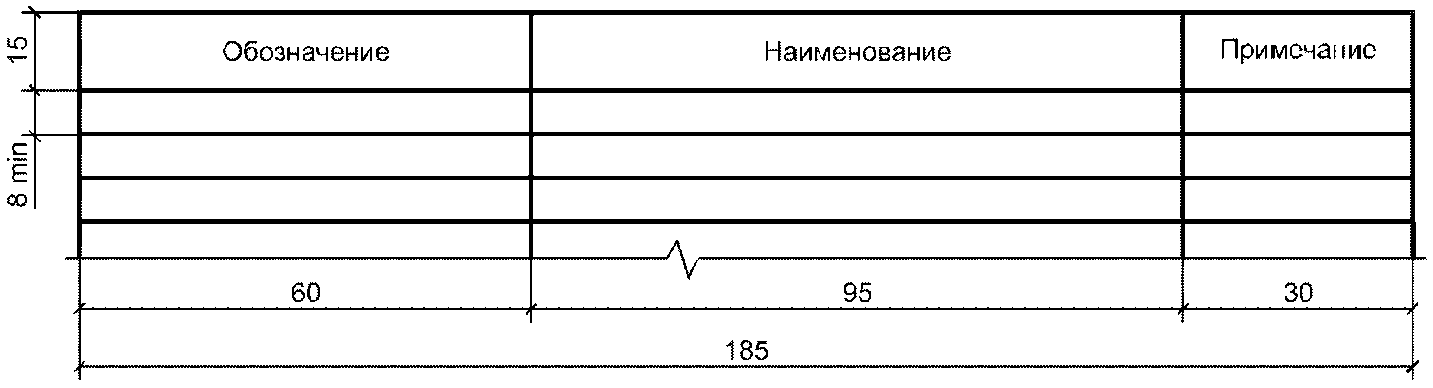 15 Обозначение Наименование Примечание
8 min
60 95 30
185